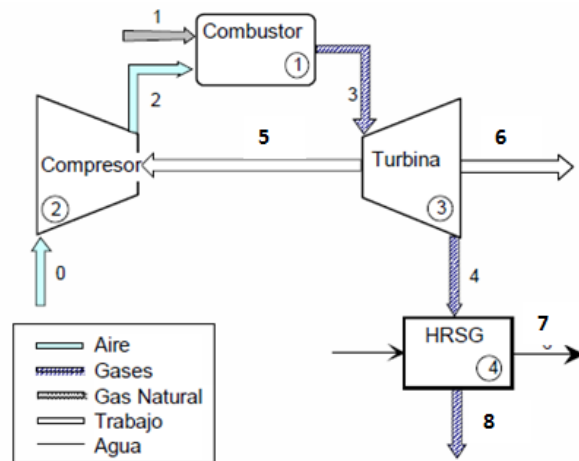 1
Combustor
1
2
3
5
6
Compresor
Turbina
2
3
0
4
7
HRSG
4
8
Aire
Gases
Gas Natural
Trabajo
Agua